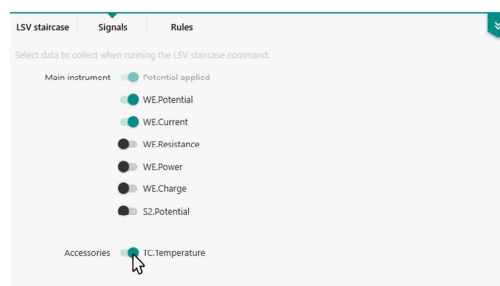 LSV staircase Signals Rules
Select data to collect when running the LSV staircase command:
Main instrument Potential applied
WE.Potential
WE.Current
WE.Resistance
WE.Power
WE.Charge
S2.Potential
Accessories TC.Temperature